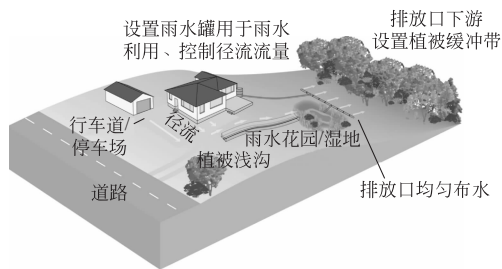 设置雨水罐用于雨水
利用、控制径流流量
排放口下游
设置植被缓冲带
行车道/
停车场
径流
雨水花园/湿地
植被浅沟
道路
排放口均匀布水